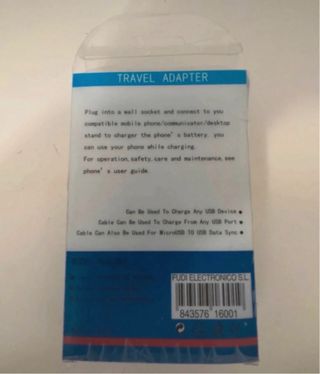 TRAVEL ADAPTER
Plug into a wall socket and connect to you
compatible mobile phone/communicator/desktop
stand to charger the phone's battery. you
can use your phone while charging.
For operation,safety,care and maintenance,see
phone's user guide.
Can Be Used To Charge Any USB Device
Cable Can Be Used To Charge From Any USB Port
Cable Can Also Be Used For MicroUSB TO USB Data Sync
FUDI ELECTRONICO S.L
843576 16001